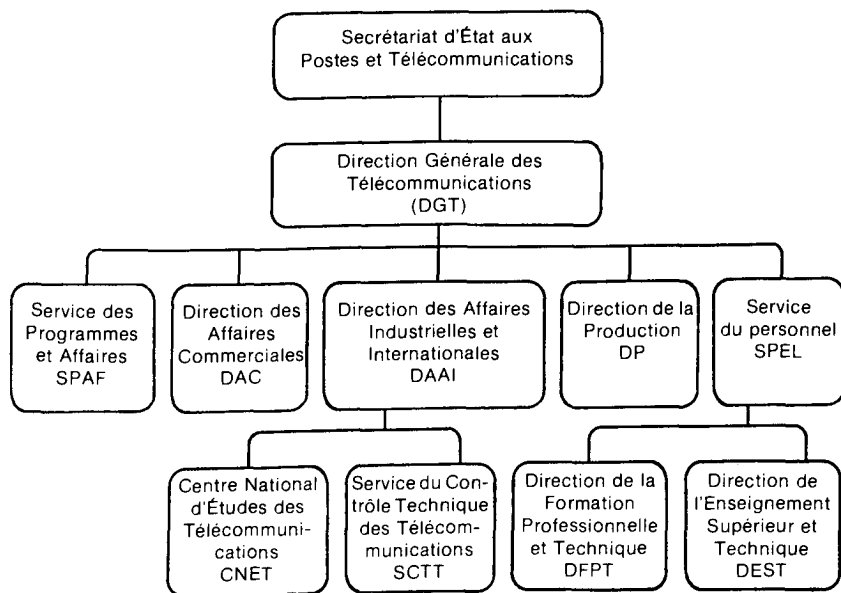 Secrétariat d'État aux
Postes et Télécommunications
Direction Générale des
Télécommunications
(DGT)
Service des
Programmes
et Affaires
SPAF
Direction des
Affaires
Commerciales
DAC
Direction des Affaires
Industrielles et
Internationales
DAAI
Direction de la
Production
DP
Service
du personnel
SPEL
Centre National
d'Études des
Télécommuni-
cations
CNET
Service du Con-
trôle Technique
des Télécom-
munications
SCTT
Direction de la
Formation
Professionnelle
et Technique
DFPT
Direction de
l'Enseignement
Supérieur et
Technique
DEST